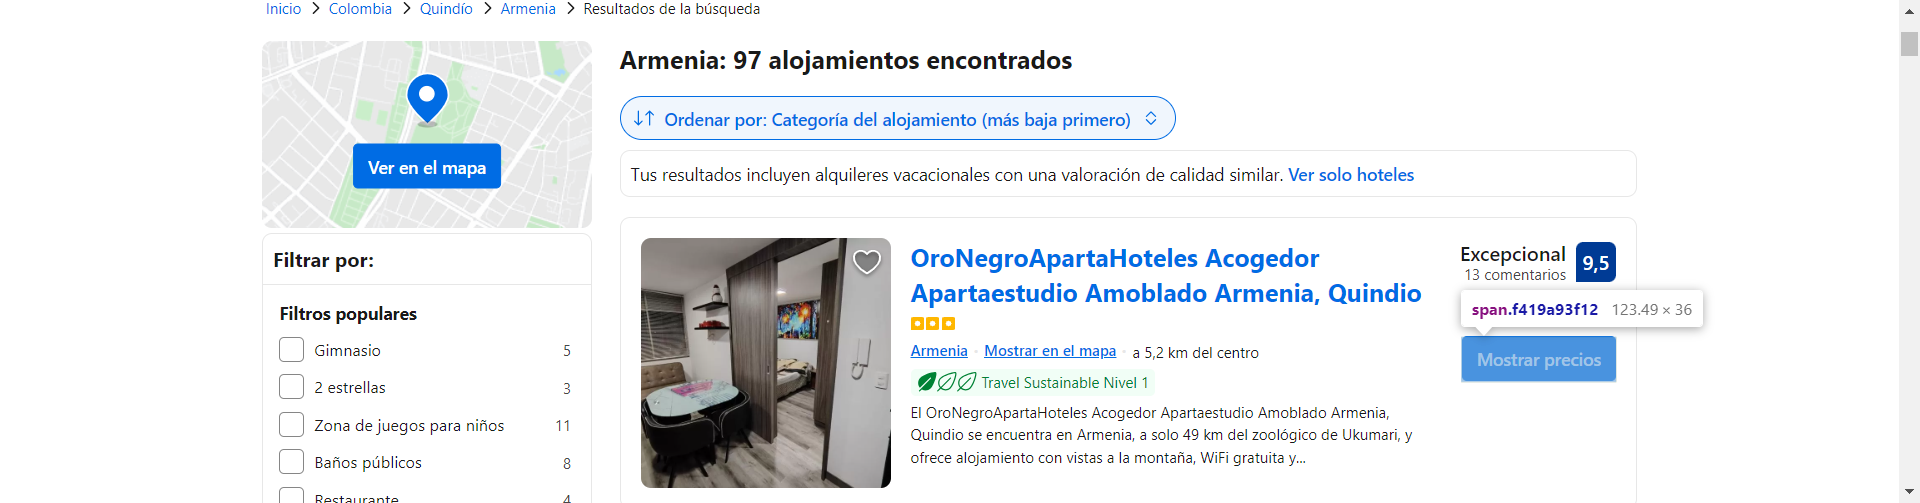 Inicio > Colombia > Quindío > Armenia > Resultados de la búsqueda
Ver en el mapa
Filtrar por:
Filtros populares
Gimnasio 5
2 estrellas 3
Zona de juegos para niños 11
Baños públicos 8
Restaurante 4
Armenia: 97 alojamientos encontrados
Ordenar por: Categoría del alojamiento (más baja primero)
Tus resultados incluyen alquileres vacacionales con una valoración de calidad similar. Ver solo hoteles
OroNegroApartaHoteles Acogedor
Apartaestudio Amoblado Armenia, Quindio
Armenia · Mostrar en el mapa · a 5,2 km del centro
Travel Sustainable Nivel 1
El OroNegroApartaHoteles Acogedor Apartaestudio Amoblado Armenia,
Quindio se encuentra en Armenia, a solo 49 km del zoológico de Ukumari, y
ofrece alojamiento con vistas a la montaña, WiFi gratuita y...
Excepcional 9,5
13 comentarios
span.f419a93f12 123.49 × 36
Mostrar precios